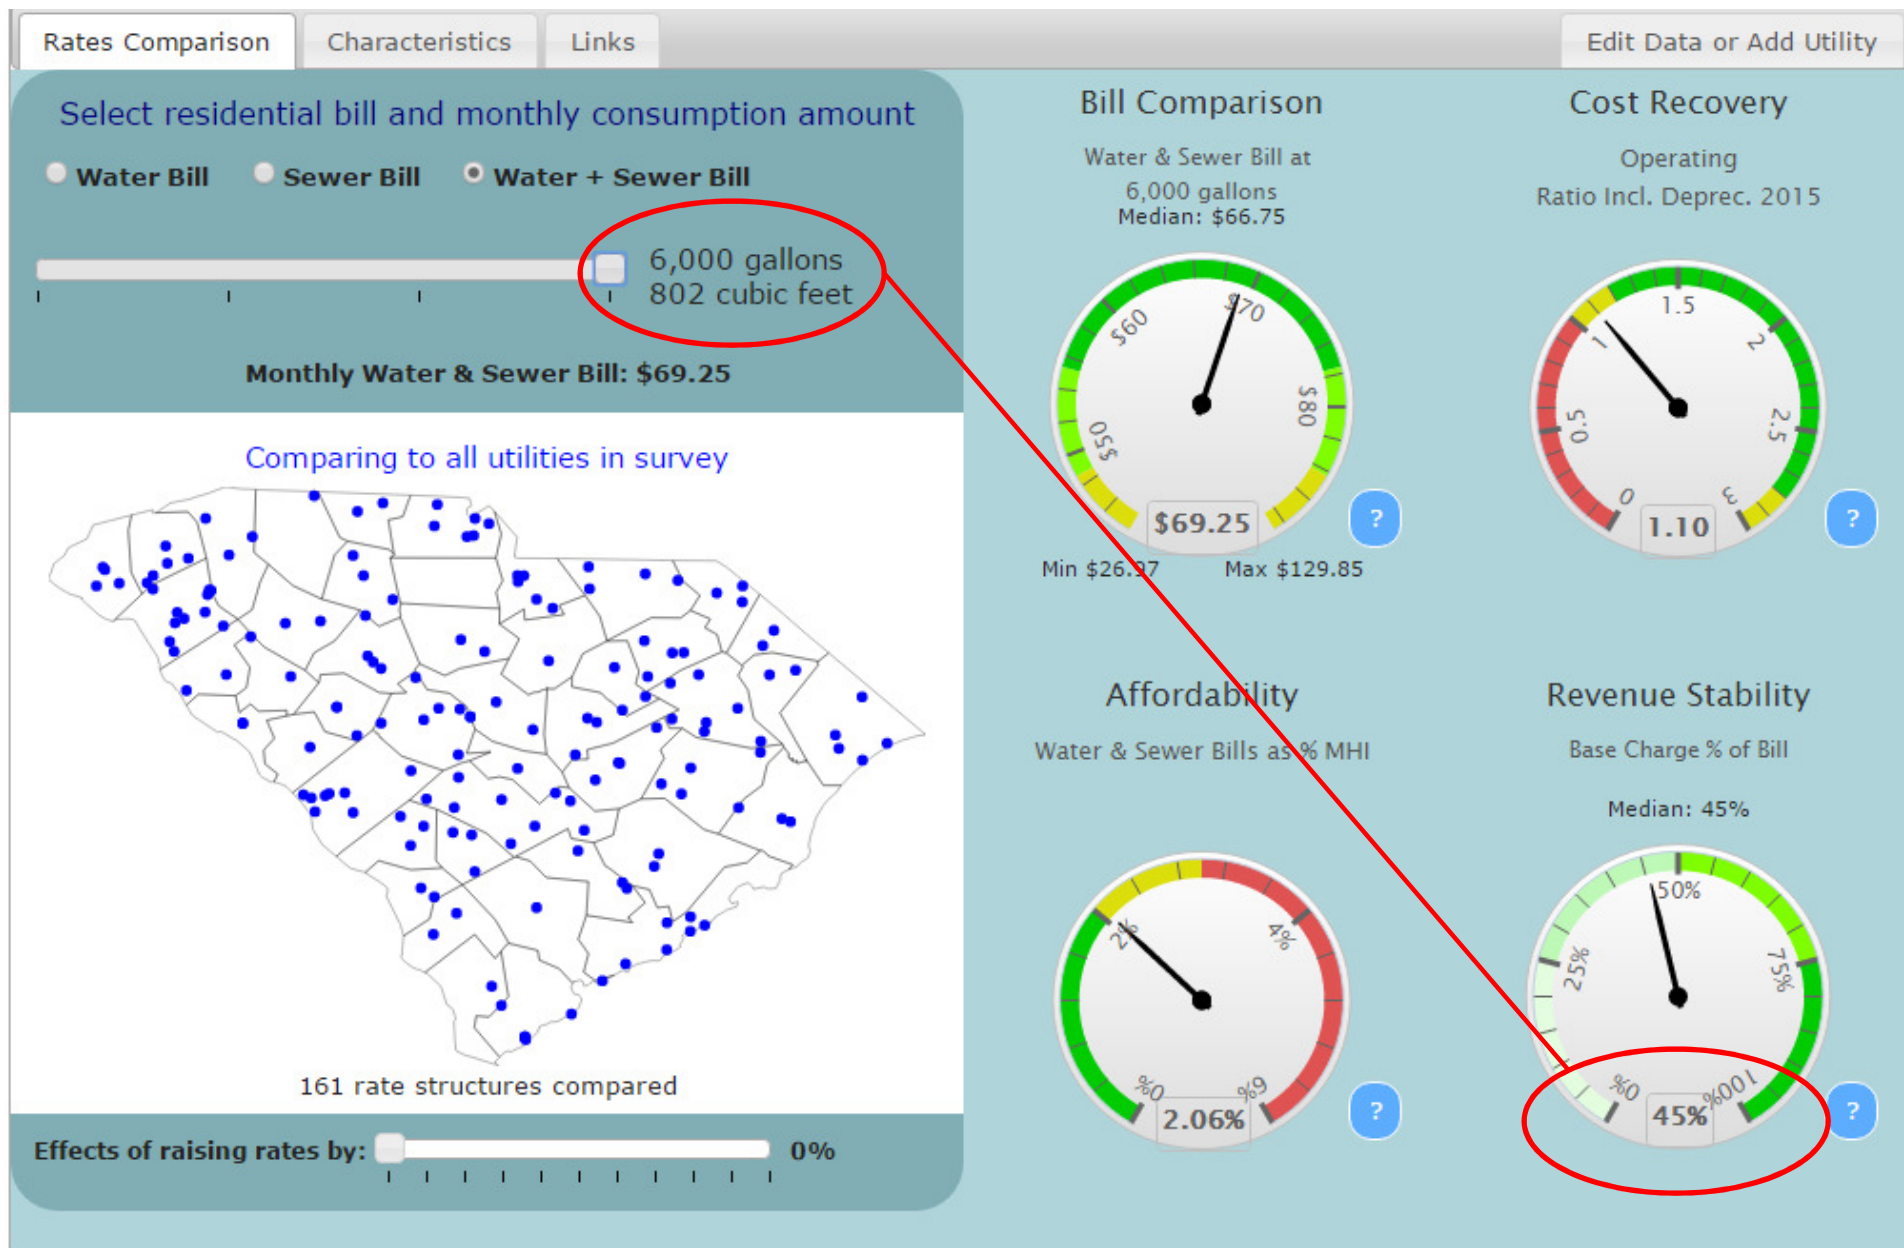 Rates Comparison
Characteristics
Links
Edit Data or Add Utility
Select residential bill and monthly consumption amount
Water Bill
Sewer Bill
Water + Sewer Bill
6,000 gallons
802 cubic feet
Monthly Water & Sewer Bill: $69.25
Comparing to all utilities in survey
161 rate structures compared
Effects of raising rates by:
0%
Bill Comparison
Water & Sewer Bill at
6,000 gallons
Median: $66.75
$50
$60
$70
$80
$69.25
Min $26.97
Max $129.85
?
Cost Recovery
Operating
Ratio Incl. Deprec. 2015
0
0.5
1
1.5
2
2.5
3
1.10
?
Affordability
Water & Sewer Bills as % MHI
0%
2%
4%
6%
2.06%
?
Revenue Stability
Base Charge % of Bill
Median: 45%
0%
25%
50%
75%
100%
45%
?